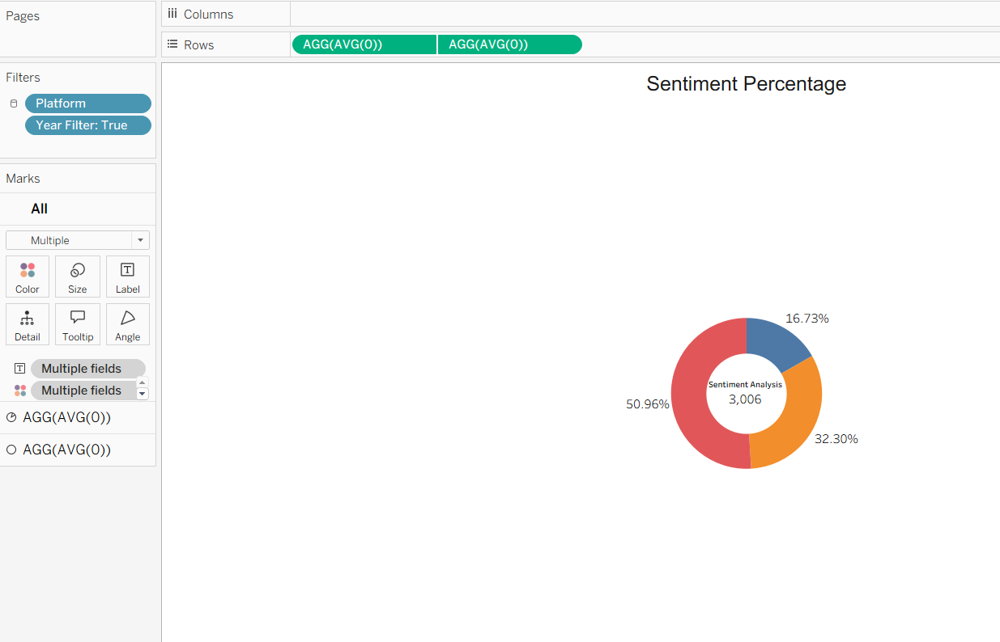 Pages
Columns
Rows
AGG(AVG(0))
AGG(AVG(0))
Filters
Platform
Year Filter: True
Marks
All
Multiple
Color
Size
Label
Detail
Tooltip
Angle
Multiple fields
Multiple fields
AGG(AVG(0))
AGG(AVG(0))
Sentiment Percentage
16.73%
Sentiment Analysis
3,006
50.96%
32.30%